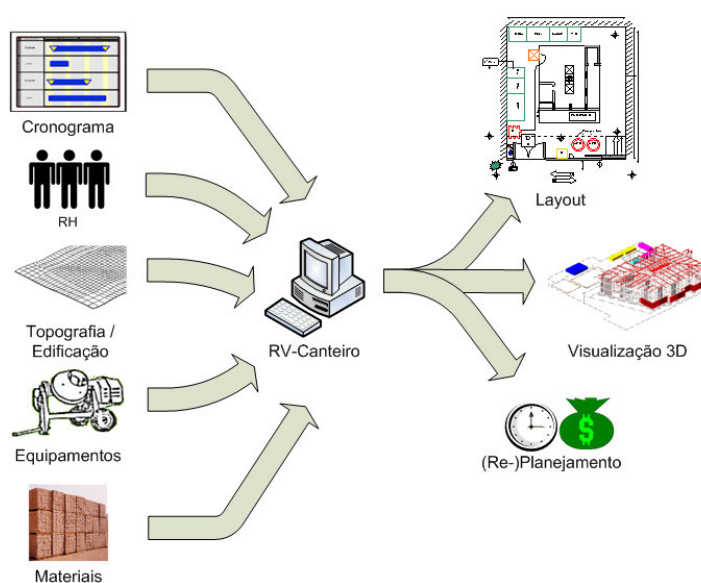 Cronograma
RH
Topografia /
Edificação
Equipamentos
Materiais
RV-Canteiro
Layout
Visualização 3D
$
(Re-)Planejamento